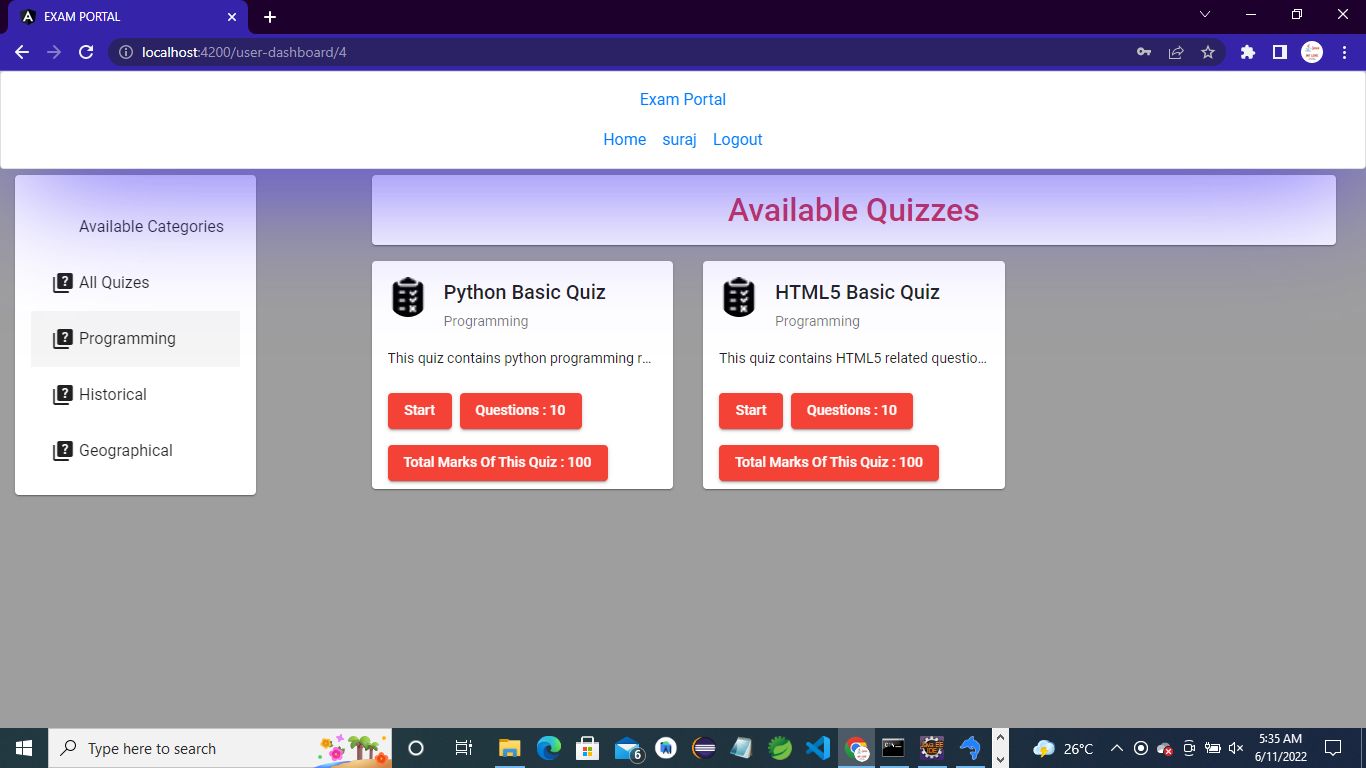 EXAM PORTAL
localhost:4200/user-dashboard/4
Exam Portal
Home suraj Logout
Available Categories
All Quizes
Programming
Historical
Geographical
Available Quizzes
Python Basic Quiz
Programming
This quiz contains python programming r...
Start
Questions : 10
Total Marks Of This Quiz : 100
HTML5 Basic Quiz
Programming
This quiz contains HTML5 related questio...
Start
Questions : 10
Total Marks Of This Quiz : 100
Type here to search
6
26°C
5:35 AM
6/11/2022